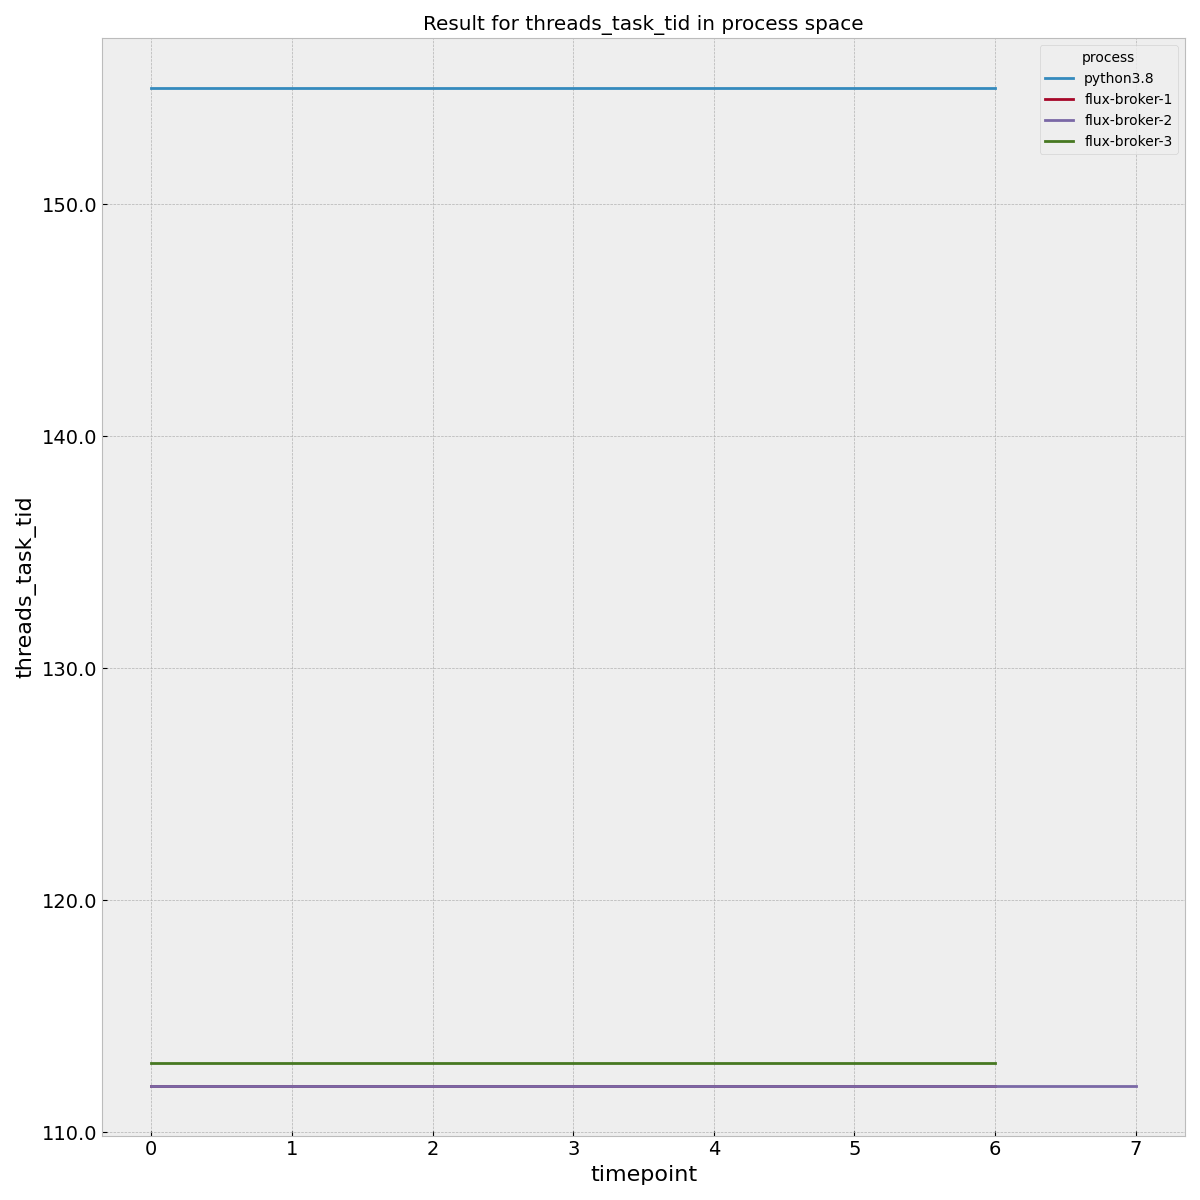 Result for threads_task_tid in process space
process
python3.8
flux-broker-1
flux-broker-2
flux-broker-3
threads_task_tid
150.0
140.0
130.0
120.0
110.0
0 1 2 3 4 5 6 7
timepoint